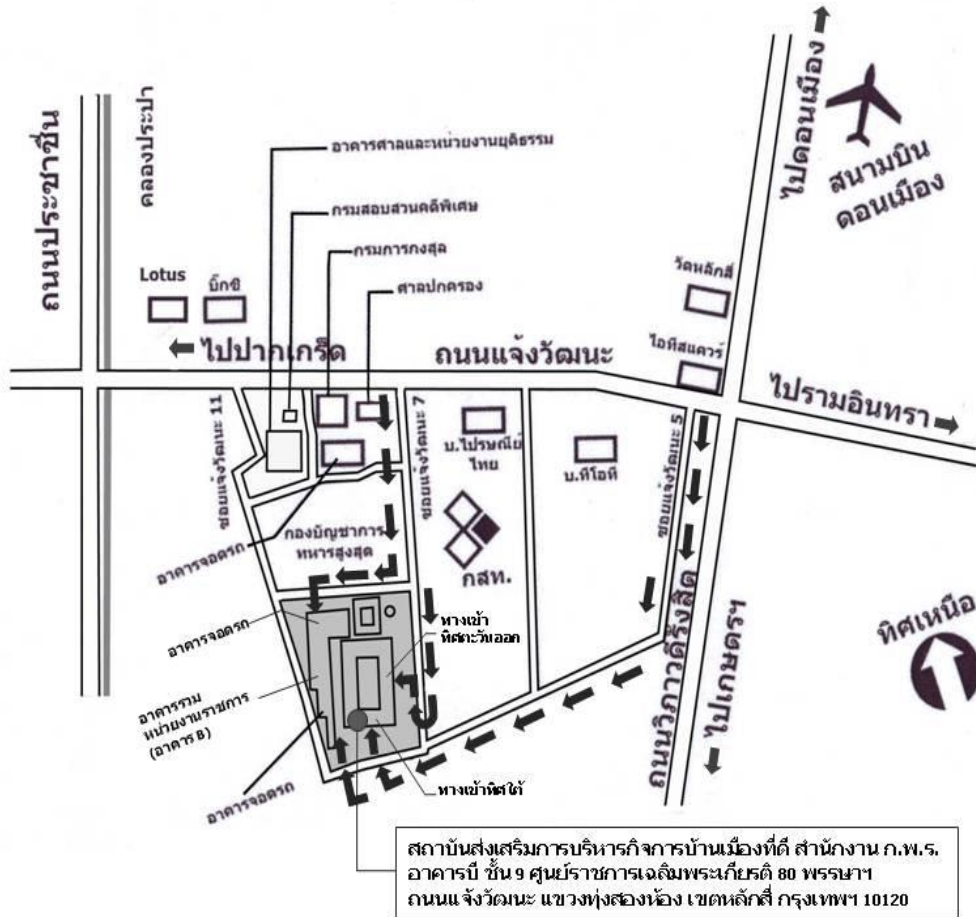 ไปดอนเมือง
สนามบิน
ดอนเมือง
ถนนประชาชื่น
คลองประปา
อาคารศาลและหน่วยงานยุติธรรม
กรมสอบสวนคดีพิเศษ
กรมการกงสุล
ศาลปกครอง
วัดหลักสี่
Lotus
บิ๊กซี
ไปปากเกร็ด
ถนนแจ้งวัฒนะ
ไอทีสแควร์
ไปรามอินทรา
ซอยแจ้งวัฒนะ 11
ซอยแจ้งวัฒนะ 7
บ.ไปรษณีย์
ไทย
บ.ทีโอที
ซอยแจ้งวัฒนะ 5
อาคารจอดรถ
กองบัญชาการ
ทหารสูงสุด
กสท.
อาคารจอดรถ
ทางเข้า
ทิศตะวันออก
ทิศเหนือ
อาคารรวม
หน่วยงานราชการ
(อาคาร B)
ถนนวิภาวดีรังสิต
ไปเกษตรฯ
อาคารจอดรถ
ทางเข้าทิศใต้
สถาบันส่งเสริมการบริหารกิจการบ้านเมืองที่ดี สำนักงาน ก.พ.ร.
อาคารบี ชั้น 9 ศูนย์ราชการเฉลิมพระเกียรติ 80 พรรษาฯ
ถนนแจ้งวัฒนะ แขวงทุ่งสองห้อง เขตหลักสี่ กรุงเทพฯ 10120